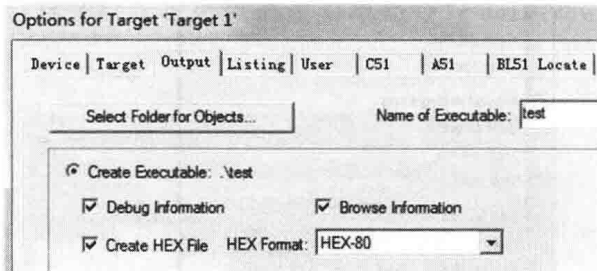 Options for Target 'Target 1'
Device Target Output Listing User C51 A51 BL51 Locate
Select Folder for Objects... Name of Executable: test
Create Executable: .\test
Debug Information Browse Information
Create HEX File HEX Format: HEX-80